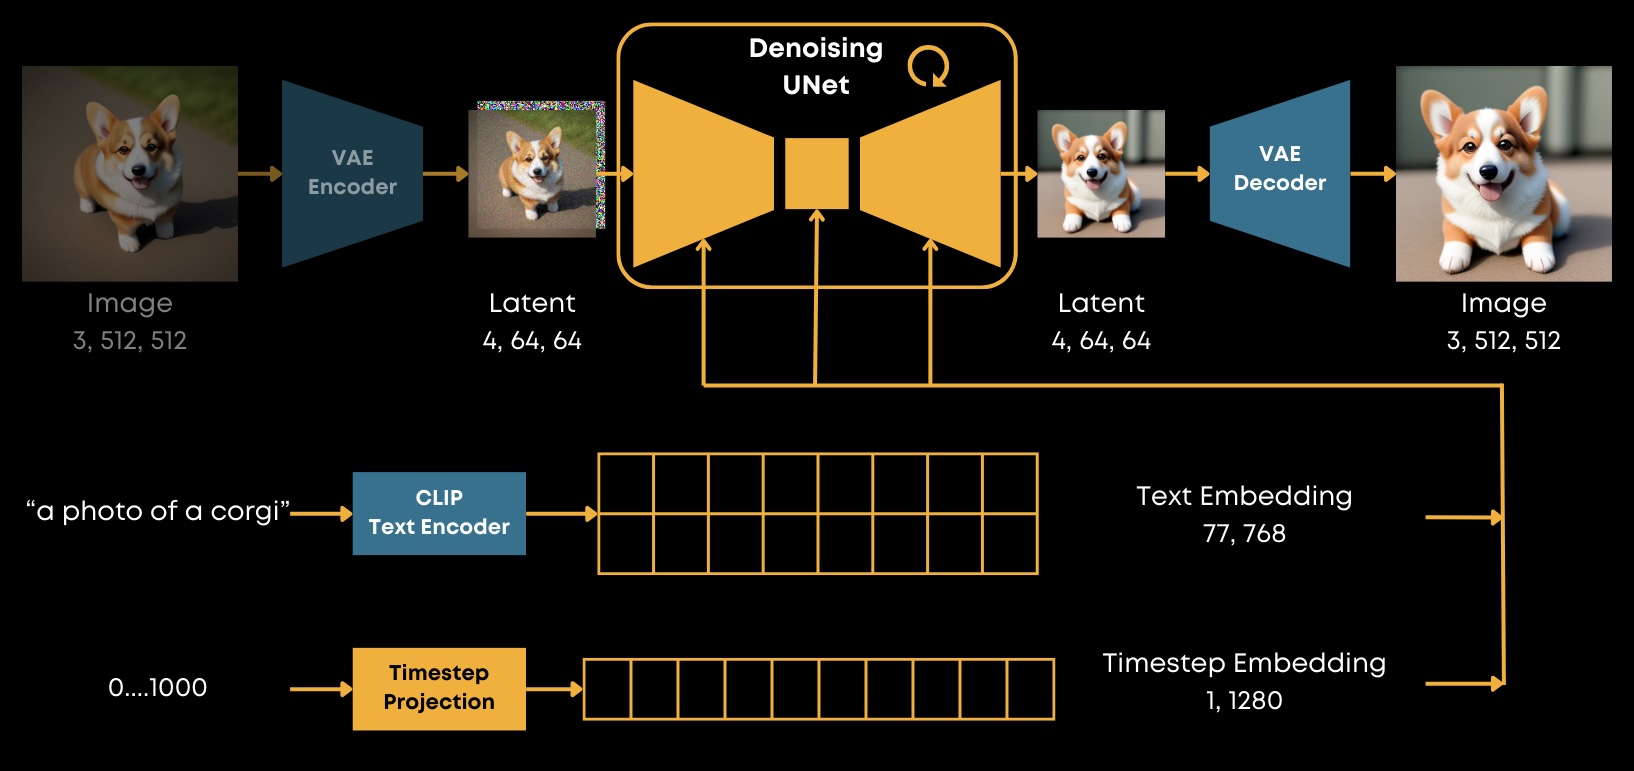 Denoising
UNet
VAE
Encoder
VAE
Decoder
Image
3, 512, 512
Latent
4, 64, 64
Latent
4, 64, 64
Image
3, 512, 512
“a photo of a corgi”
CLIP
Text Encoder
Text Embedding
77, 768
0....1000
Timestep
Projection
Timestep Embedding
1, 1280